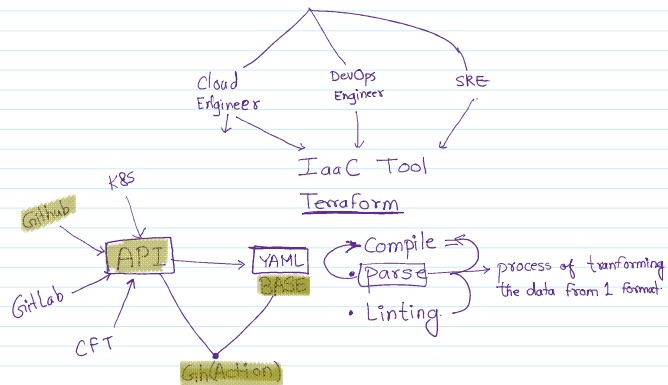 Cloud
Engineer
DevOps
Engineer
SRE
IaaC Tool
Terraform
K8S
Github
API
YAML
BASE
GitLab
CFT
Gih(Action)
Compile
• Parse
process of tranforming
the data from 1 format.
• Linting